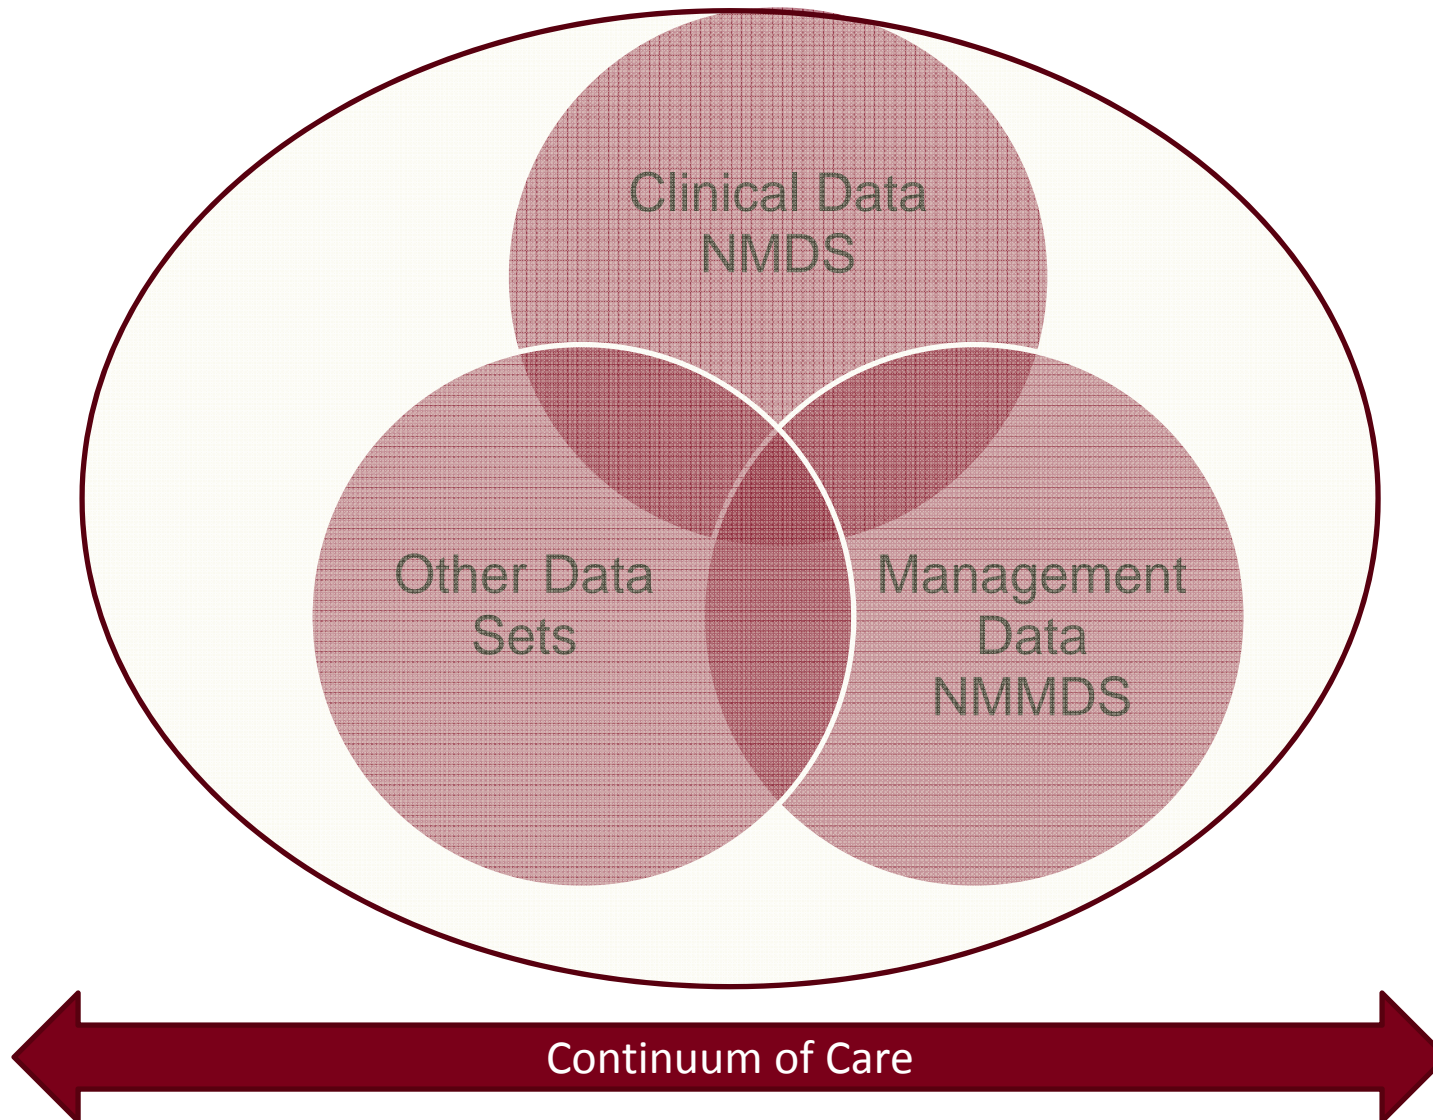 Clinical Data
NMDS
Other Data
Sets
Management
Data
NMMDS
Continuum of Care